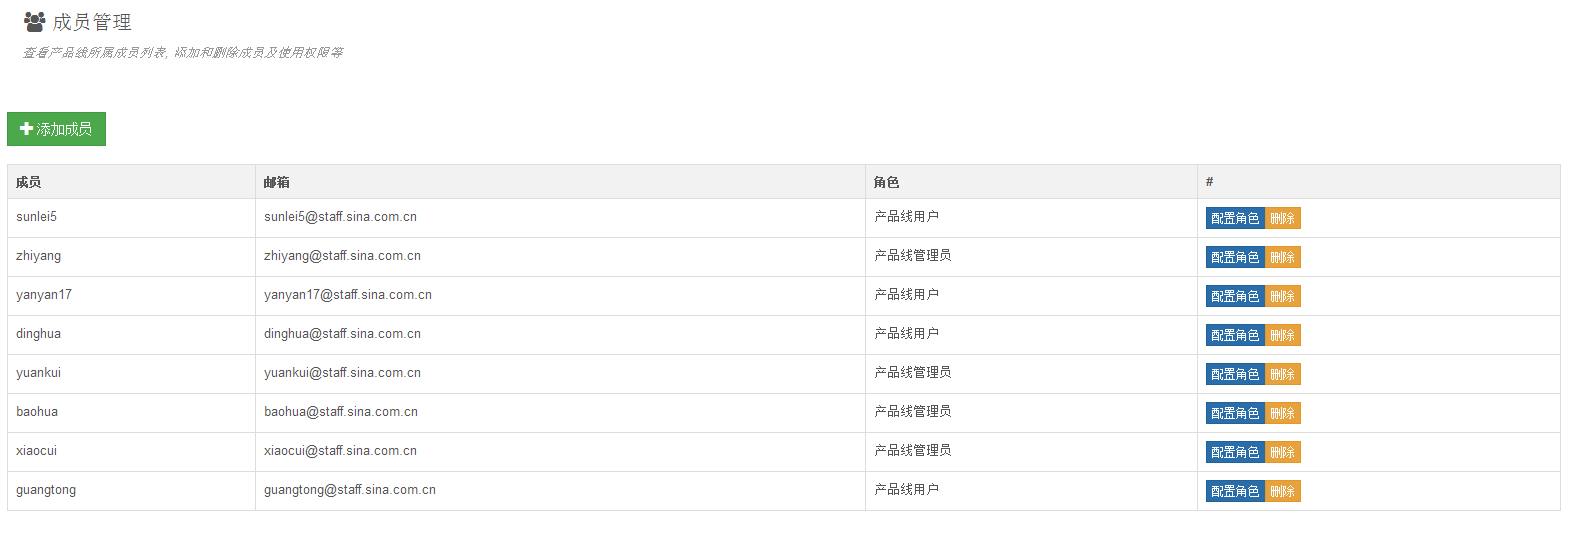 成员管理
查看产品线所属成员列表, 添加和删除成员及使用权限等
添加成员
成员 邮箱 角色 #
sunlei5 sunlei5@staff.sina.com.cn 产品线用户 配置角色 删除
zhiyang zhiyang@staff.sina.com.cn 产品线管理员 配置角色 删除
yanyan17 yanyan17@staff.sina.com.cn 产品线用户 配置角色 删除
dinghua dinghua@staff.sina.com.cn 产品线用户 配置角色 删除
yuankui yuankui@staff.sina.com.cn 产品线管理员 配置角色 删除
baohua baohua@staff.sina.com.cn 产品线管理员 配置角色 删除
xiaocui xiaocui@staff.sina.com.cn 产品线管理员 配置角色 删除
guangtong guangtong@staff.sina.com.cn 产品线用户 配置角色 删除